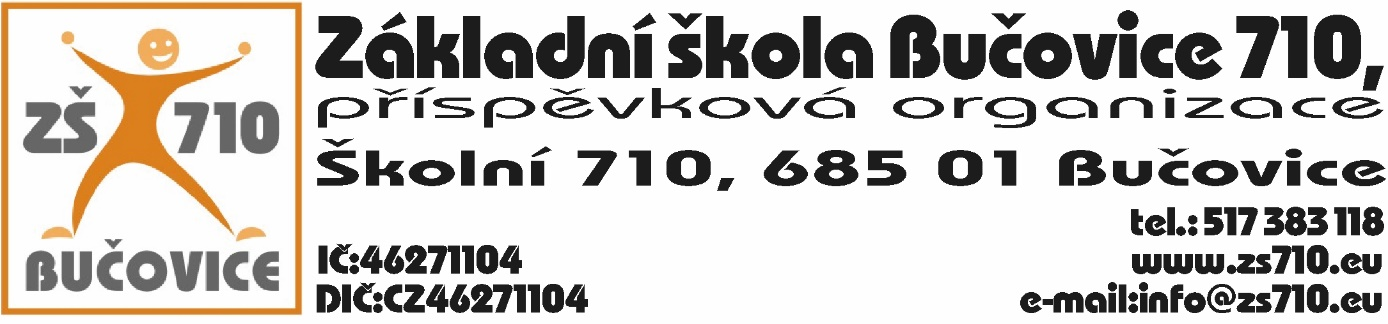 ZŠ 710
BUČOVICE
Základní škola Bučovice 710,
příspěvková organizace
Školní 710, 685 01 Bučovice
tel.: 517 383 118
IČ:46271104
www.zs710.eu
DIČ:CZ46271104
e-mail:info@zs710.eu